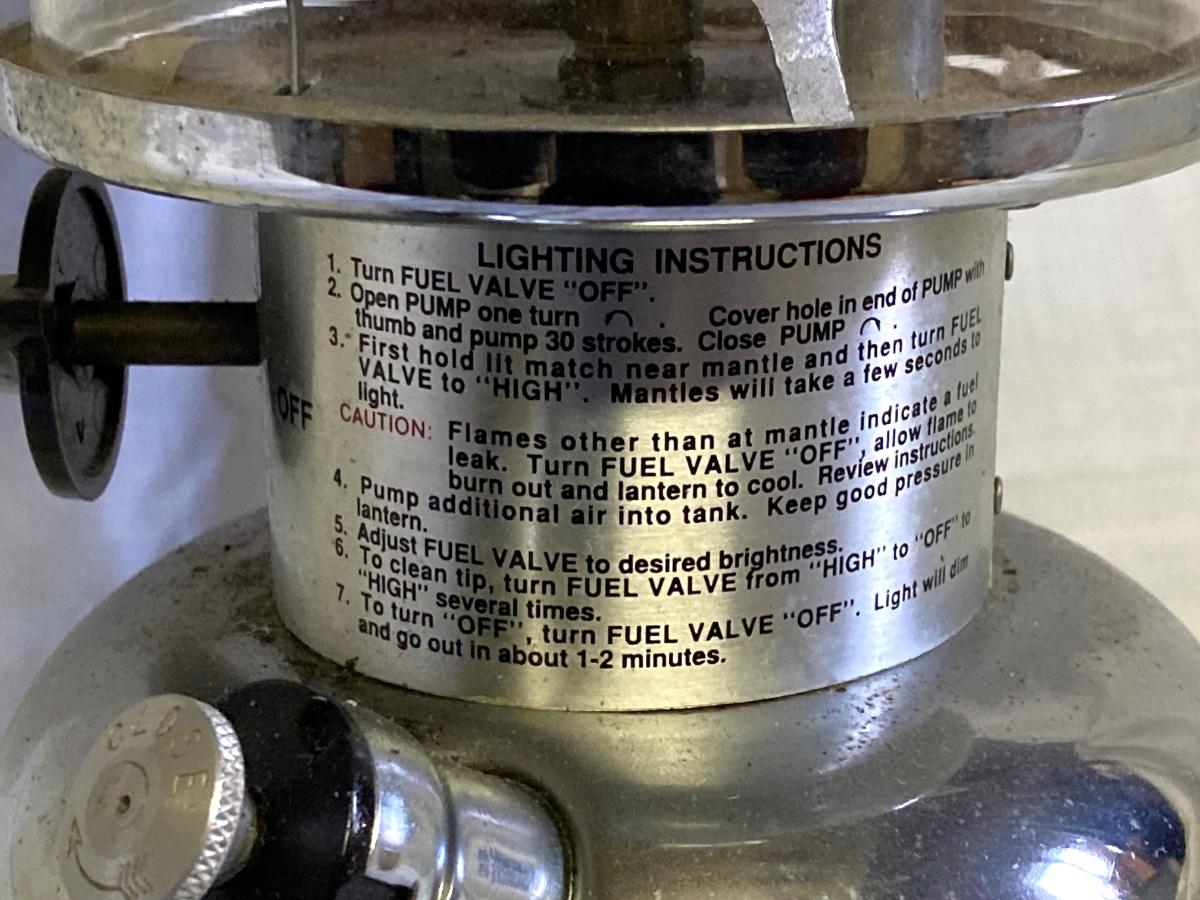 LIGHTING INSTRUCTIONS
1. Turn FUEL VALVE "OFF".
2. Open PUMP one turn . Cover hole in end of PUMP with
thumb and pump 30 strokes. Close PUMP .
3. First hold lit match near mantle and then turn FUEL
VALVE to "HIGH". Mantles will take a few seconds to
light.
CAUTION: Flames other than at mantle indicate a fuel
leak. Turn FUEL VALVE "OFF", allow flame to
burn out and lantern to cool. Review instructions.
4. Pump additional air into tank. Keep good pressure in
lantern.
5. Adjust FUEL VALVE to desired brightness.
6. To clean tip, turn FUEL VALVE from "HIGH" to "OFF" to
"HIGH" several times.
7. To turn "OFF", turn FUEL VALVE "OFF". Light will dim
and go out in about 1-2 minutes.
OFF
CLOSE